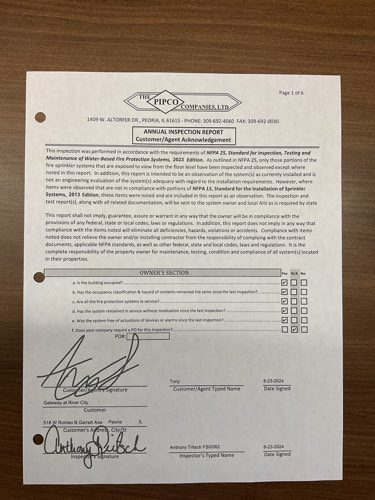 Page 1 of 6
THE PIPCO COMPANIES, LTD.
1409 W. ALTORFER DR., PEORIA, IL 61615 - PHONE: 309-692-4060 FAX: 309-692-0030
ANNUAL INSPECTION REPORT
Customer/Agent Acknowledgement
This inspection was performed in accordance with the requirements of NFPA 25, Standard for Inspection, Testing and
Maintenance of Water-Based Fire Protection Systems, 2023 Edition. As outlined in NFPA 25, only those portions of the
fire sprinkler systems that are exposed to view from the floor level have been inspected and observed except where
noted in this report. In addition, this report is intended to be an observation of the system(s) as currently installed and is
not an engineering evaluation of the system(s) adequacy with regard to the installation requirements. However, where
items were observed that are not in compliance with portions of NFPA 13, Standard for the Installation of Sprinkler
Systems, 2013 Edition, these items were noted and are included in this report as an observation. The inspection and
test report(s), along with all related documentation, will be sent to the system owner and local AHJ as is required by state.
This report shall not imply, guarantee, assure or warrant in any way that the owner will be in compliance with the
provisions of any federal, state or local codes, laws or regulations. In addition, this report does not imply in any way that
compliance with the items noted will eliminate all deficiencies, hazards, violations or accidents. Compliance with items
noted does not relieve the owner and/or installing contractor from the responsibility of complying with the contract
documents, applicable NFPA standards, as well as other federal, state and local codes, laws and regulations. It is the
complete responsibility of the property owner for maintenance, testing, condition and compliance of all system(s) located
in their properties.
OWNER'S SECTION Yes N/A No
a. Is the building occupied?
b. Has the occupancy classification & hazard of contents remained the same since the last inspection?
c. Are all the fire protection systems in service?
d. Has the system remained in service without modification since the last inspection?
e. Was the system free of actuations of devices or alarms since the last inspection?
f. Does your company require a PO for this inspection?
PO#:
Tony 8-23-2024
Customer/Agent's Signature Customer/Agent Typed Name Date Signed
Gateway at River City
Customer
518 W Romeo B Garrett Ave Peoria IL
Customer's Address, City/St
Anthony Tritsch
Anthony Tritsch FSI5062 8-23-2024
Inspector's Signature Inspector's Typed Name Date Signed